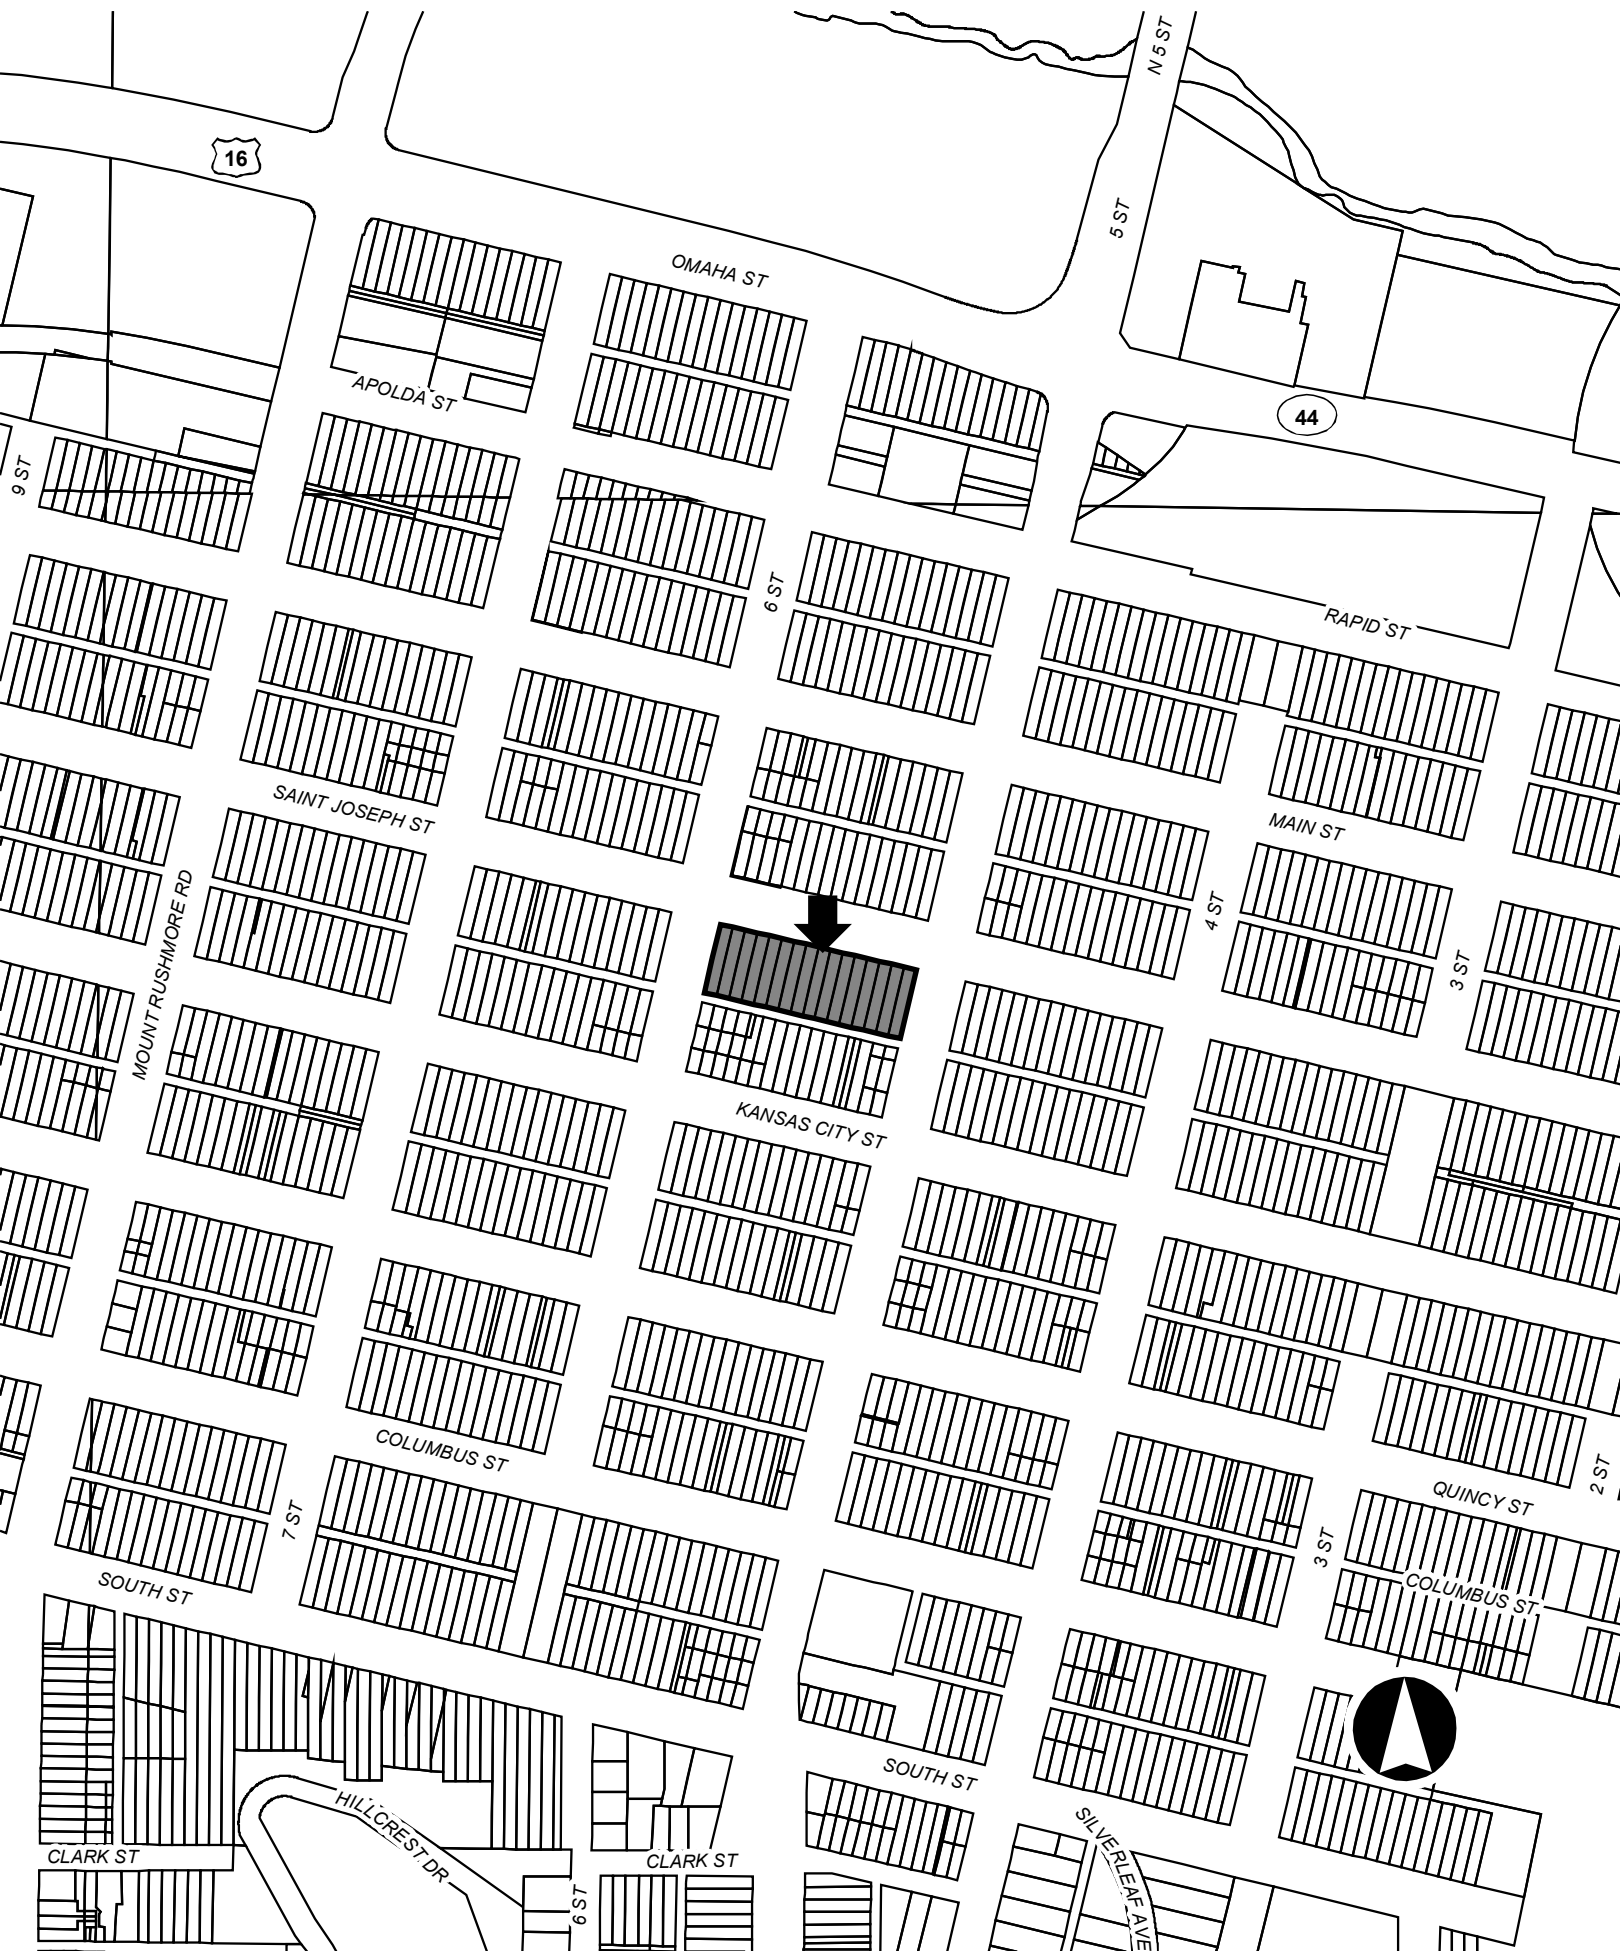 N 5 ST
16
5 ST
OMAHA ST
APOLDA ST
44
9 ST
6 ST
RAPID ST
SAINT JOSEPH ST
MAIN ST
MOUNT RUSHMORE RD
4 ST
3 ST
KANSAS CITY ST
COLUMBUS ST
2 ST
QUINCY ST
7 ST
3 ST
SOUTH ST
COLUMBUS ST
SOUTH ST
HILLCREST DR
SILVERLEAF AVE
CLARK ST
CLARK ST
6 ST